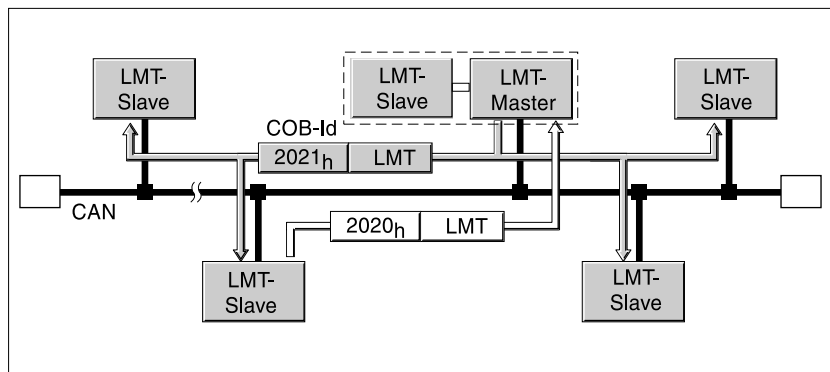 LMT-
Slave
LMT-
Slave
LMT-
Master
LMT-
Slave
COB-Id
2021h LMT
CAN
2020h LMT
LMT-
Slave
LMT-
Slave